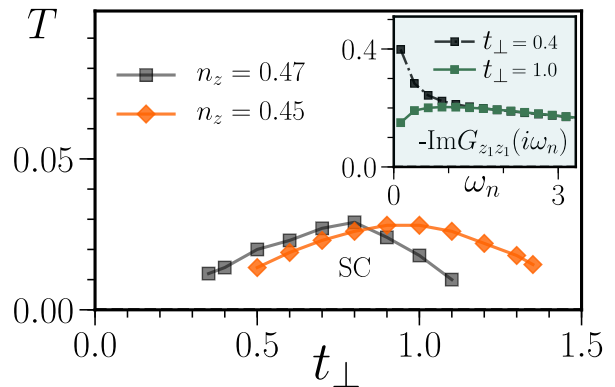 T
0.05
0.00
n_z = 0.47
n_z = 0.45
SC
0.0 0.5 1.0 1.5
t_⊥
0.4
0.0
t_⊥ = 0.4
t_⊥ = 1.0
-ImG_{z_1z_1}(iω_n)
0 3
ω_n